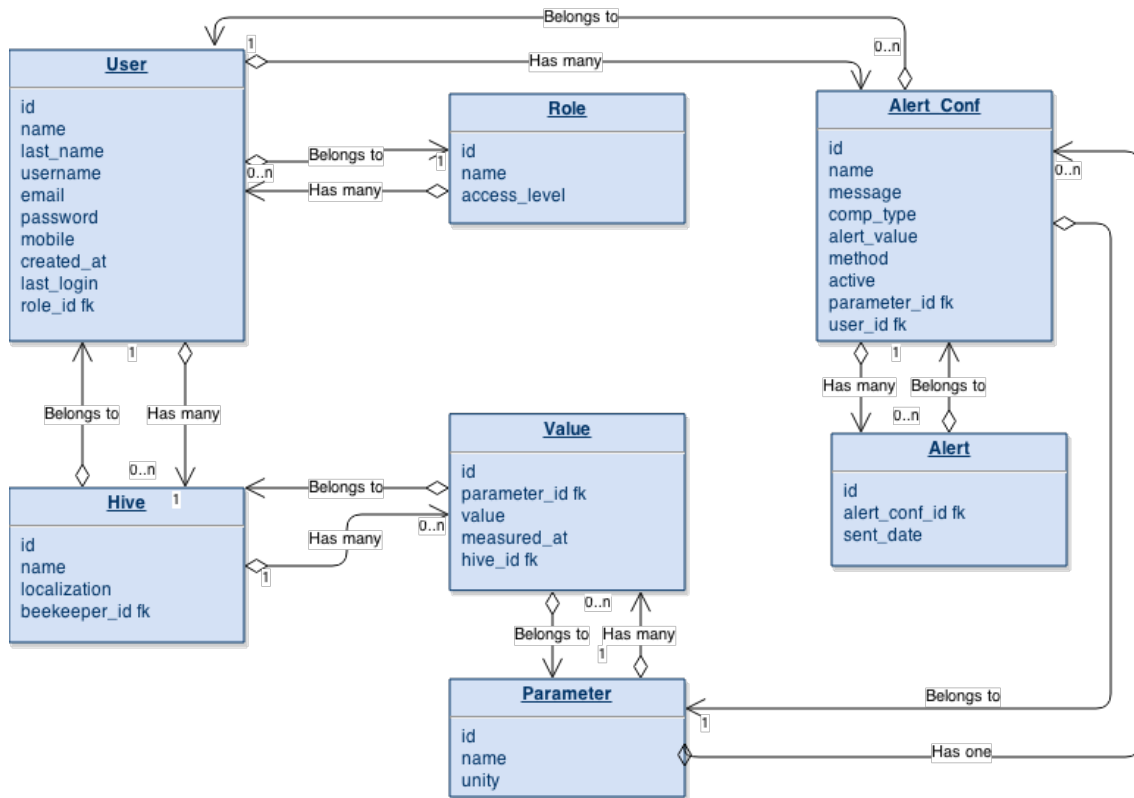 Belongs to
1
0..n
Has many
User
id
name
last_name
username
email
password
mobile
created_at
last_login
role_id fk
Role
id
name
access_level
Belongs to
1
0..n
Has many
Alert_Conf
id
name
message
comp_type
alert_value
method
active
parameter_id fk
user_id fk
0..n
1
Belongs to
Has many
0..n
1
Has many
Belongs to
0..n
Alert
id
alert_conf_id fk
sent_date
Hive
id
name
localization
beekeeper_id fk
1
Belongs to
Has many
0..n
1
Value
id
parameter_id fk
value
measured_at
hive_id fk
0..n
Belongs to
Has many
1
Parameter
id
name
unity
Belongs to
1
Has one